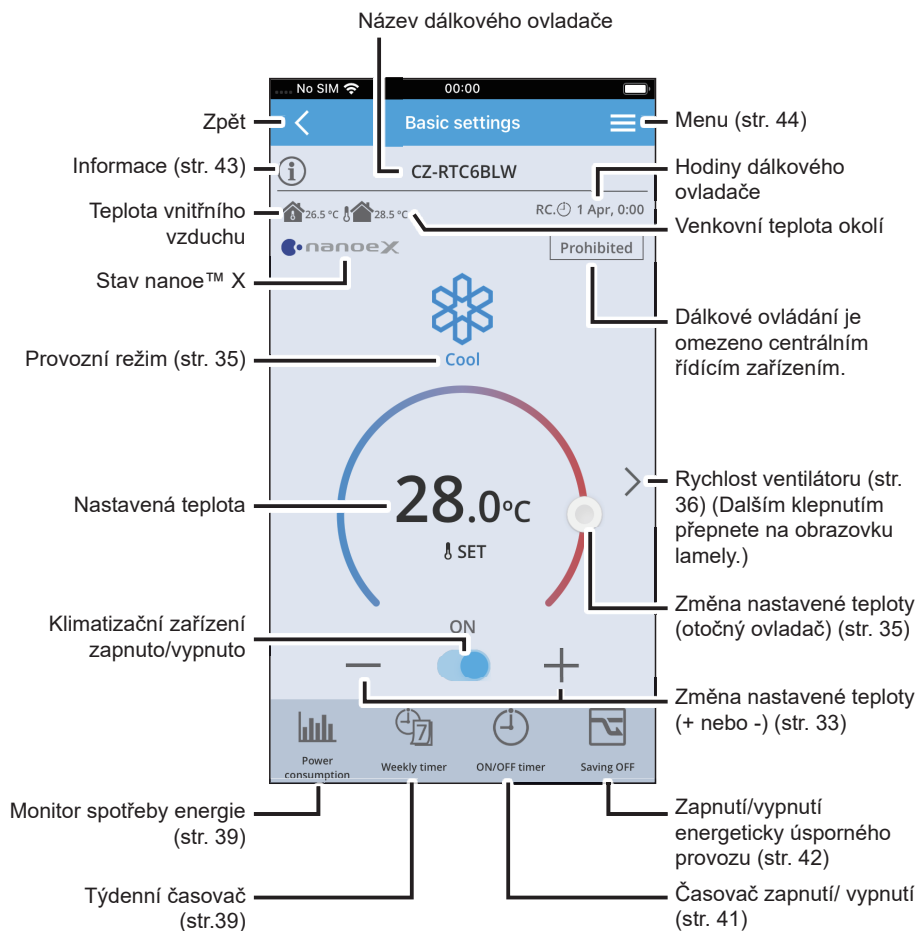 Název dálkového ovladače
No SIM 00:00
Zpět
Basic settings
Menu (str. 44)
Informace (str. 43)
CZ-RTC6BLW
Hodiny dálkového
ovladače
Teplota vnitřního
vzduchu
26.5 °C 28.5 °C
RC. 1 Apr, 0:00
Venkovní teplota okolí
nanoeX
Prohibited
Stav nanoe™ X
Dálkové ovládání je
omezeno centrálním
řídícím zařízením.
Provozní režim (str. 35)
Cool
Nastavená teplota
28.0°C
SET
Rychlost ventilátoru (str.
36) (Dalším klepnutím
přepnete na obrazovku
lamely.)
Změna nastavené teploty
(otočný ovladač) (str. 35)
Klimatizační zařízení
zapnuto/vypnuto
ON
Změna nastavené teploty
(+ nebo -) (str. 33)
7
Power
consumption
Weekly timer
ON/OFF timer
Saving OFF
Monitor spotřeby energie
(str. 39)
Zapnutí/vypnutí
energeticky úsporného
provozu (str. 42)
Týdenní časovač
(str.39)
Časovač zapnutí/ vypnutí
(str. 41)